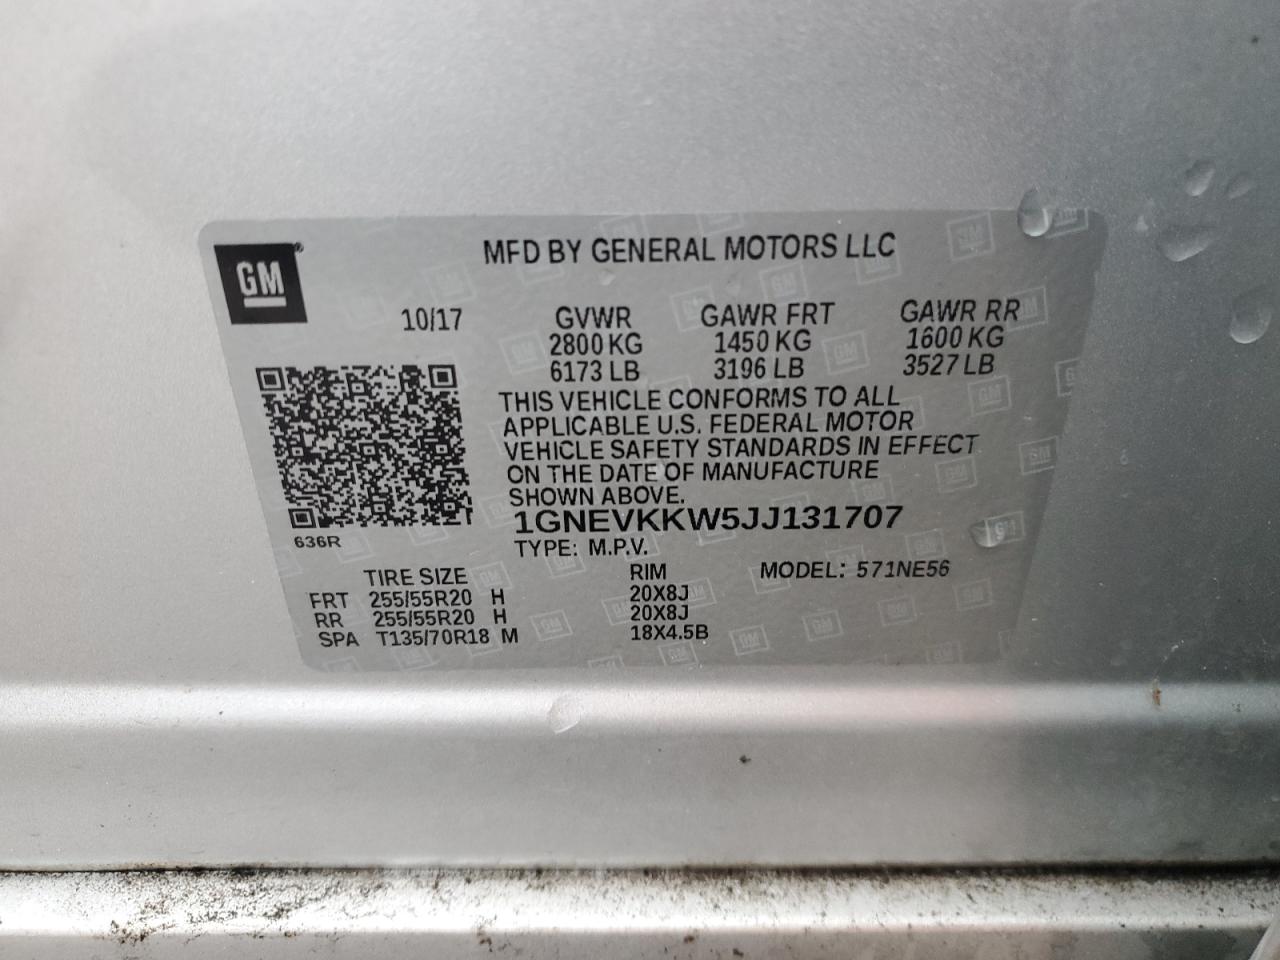 GM
MFD BY GENERAL MOTORS LLC
10/17 GVWR GAWR FRT GAWR RR
2800 KG 1450 KG 1600 KG
6173 LB 3196 LB 3527 LB
THIS VEHICLE CONFORMS TO ALL
APPLICABLE U.S. FEDERAL MOTOR
VEHICLE SAFETY STANDARDS IN EFFECT
ON THE DATE OF MANUFACTURE
SHOWN ABOVE.
1GNEVKKW5JJ131707
636R
TYPE: M.P.V.
TIRE SIZE RIM MODEL: 571NE56
FRT 255/55R20 H 20X8J
RR 255/55R20 H 20X8J
SPA T135/70R18 M 18X4.5B